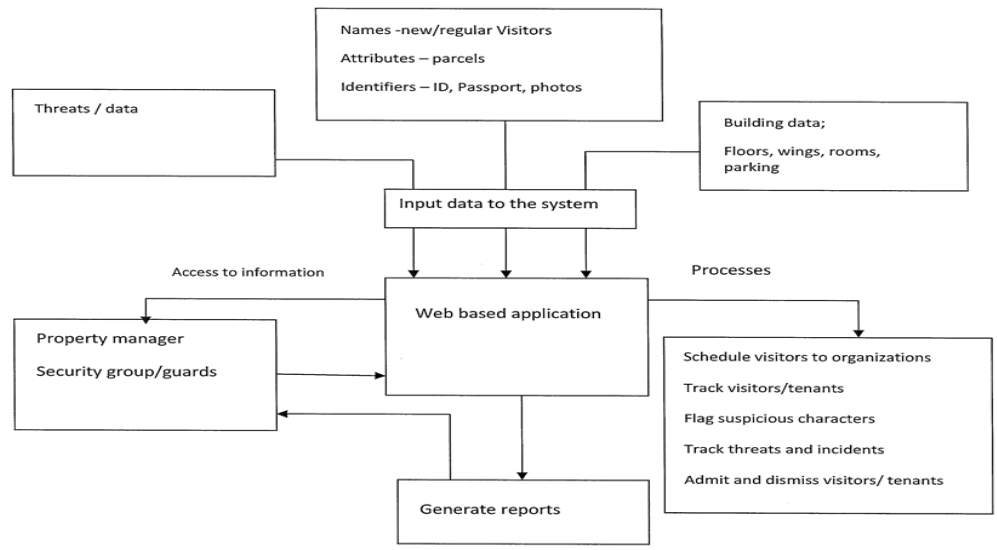 Names -new/regular Visitors
Attributes – parcels
Identifiers – ID, Passport, photos
Threats / data
Building data;
Floors, wings, rooms,
parking
Input data to the system
Access to information
Processes
Web based application
Property manager
Security group/guards
Schedule visitors to organizations
Track visitors/tenants
Flag suspicious characters
Track threats and incidents
Admit and dismiss visitors/ tenants
Generate reports